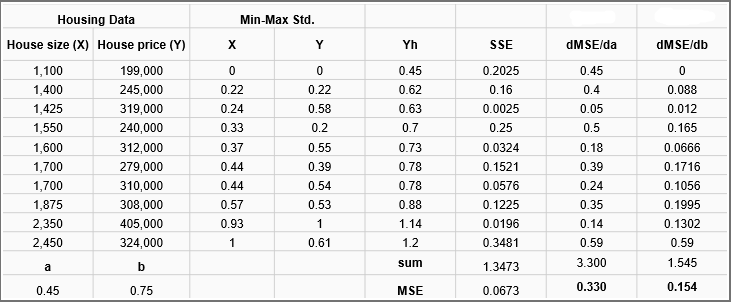 Housing Data Min-Max Std.
House size (X) House price (Y) X Y Yh SSE dMSE/da dMSE/db
1,100 199,000 0 0 0.45 0.2025 0.45 0
1,400 245,000 0.22 0.22 0.62 0.16 0.4 0.088
1,425 319,000 0.24 0.58 0.63 0.0025 0.05 0.012
1,550 240,000 0.33 0.2 0.7 0.25 0.5 0.165
1,600 312,000 0.37 0.55 0.73 0.0324 0.18 0.0666
1,700 279,000 0.44 0.39 0.78 0.1521 0.39 0.1716
1,700 310,000 0.44 0.54 0.78 0.0576 0.24 0.1056
1,875 308,000 0.57 0.53 0.88 0.1225 0.35 0.1995
2,350 405,000 0.93 1 1.14 0.0196 0.14 0.1302
2,450 324,000 1 0.61 1.2 0.3481 0.59 0.59
a b sum 1.3473 3.300 1.545
0.45 0.75 MSE 0.0673 0.330 0.154